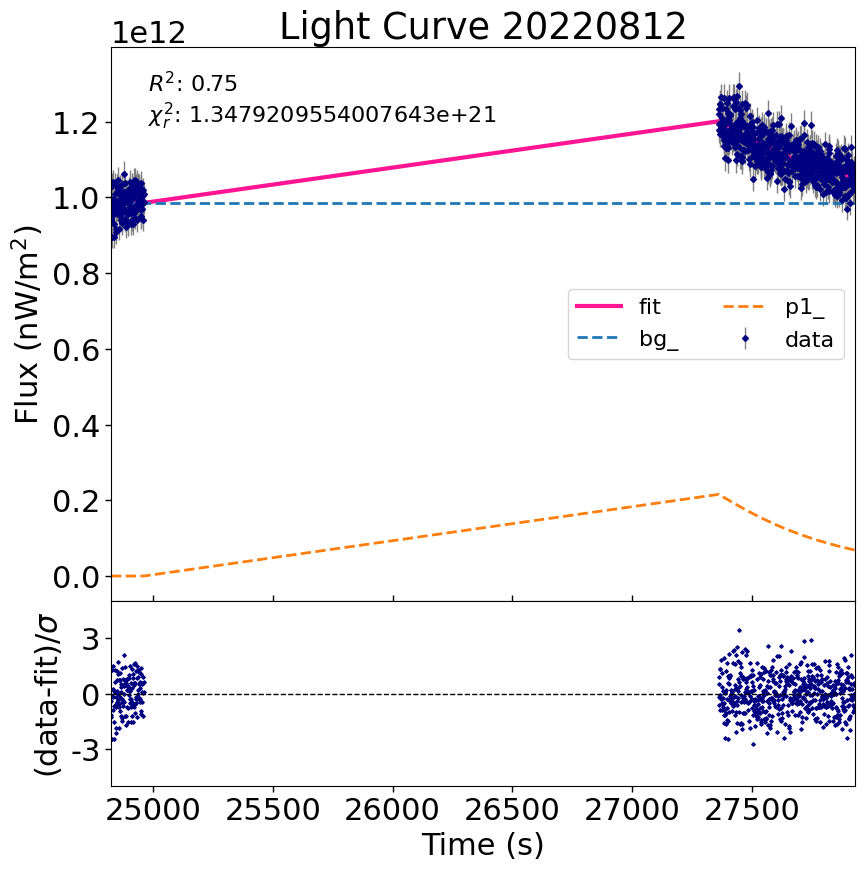 Light Curve 20220812
1e12
R²: 0.75
χ²ᵣ: 1.3479209554007643e+21
1.2
1.0
0.8
0.6
0.4
0.2
0.0
Flux (nW/m²)
fit
bg_
p1_
data
3
0
-3
(data-fit)/σ
25000 25500 26000 26500 27000 27500
Time (s)